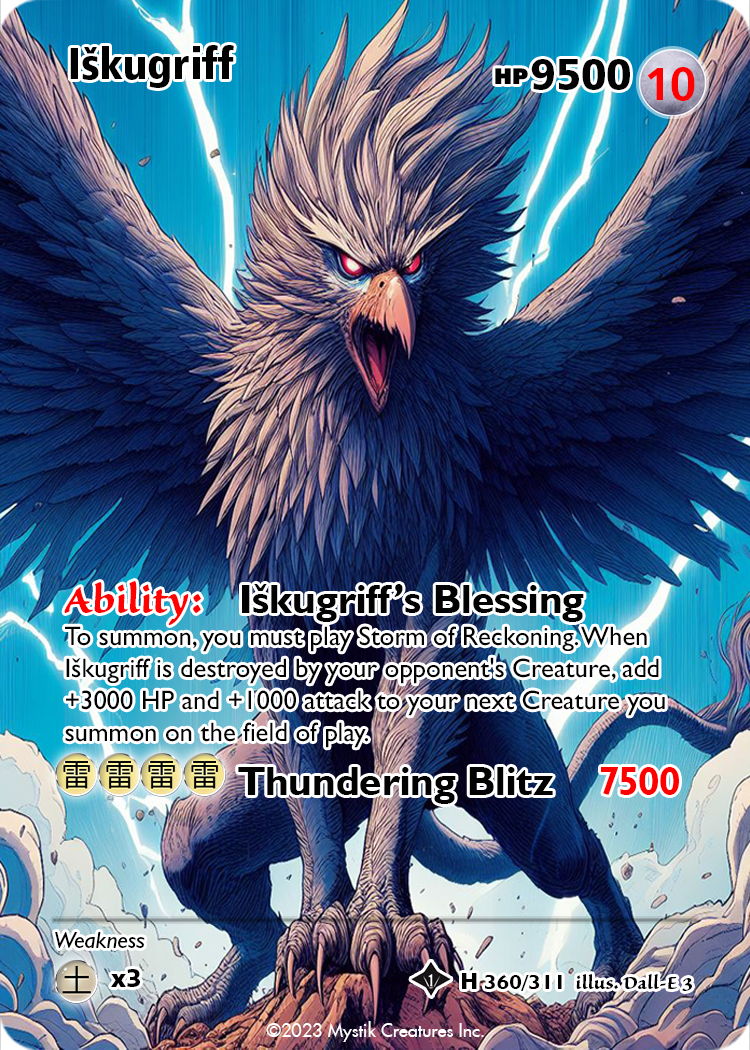 Iškugriff
HP9500 10
Ability: Iškugriff's Blessing
To summon, you must play Storm of Reckoning. When
Iškugriff is destroyed by your opponent's Creature, add
+3000 HP and +1000 attack to your next Creature you
summon on the field of play.
雷 雷 雷 雷 Thundering Blitz 7500
Weakness
土 x3
1 H 360/311 illus. Dall-E 3
©2023 Mystik Creatures Inc.